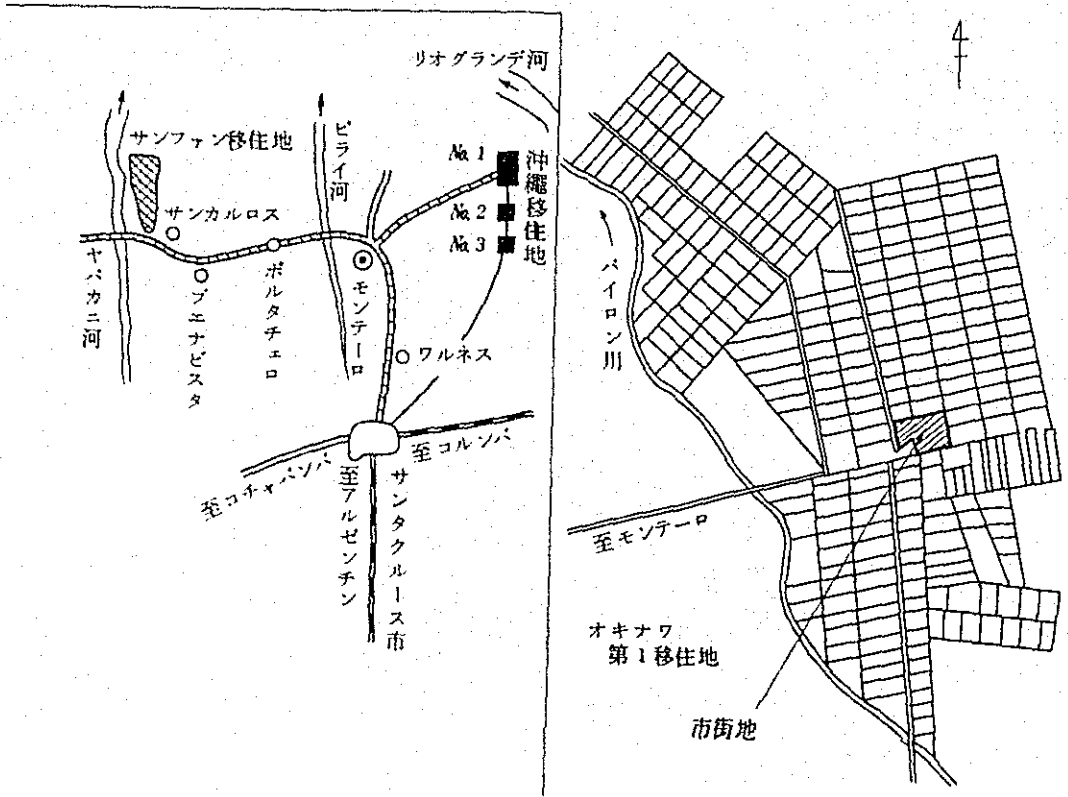 リオグランデ河
サンファン移住地
ピライ河
No.1
No.2
No.3
沖縄移住地
サンカルロス
ヤパカニ河
ブエナビスタ
ポルタチェロ
モンテーロ
ワルネス
至コチャバンバ
至アルゼンチン
サンタクルース市
至コルンバ
4
パイロン川
至モンテーロ
オキナワ
第1移住地
市街地